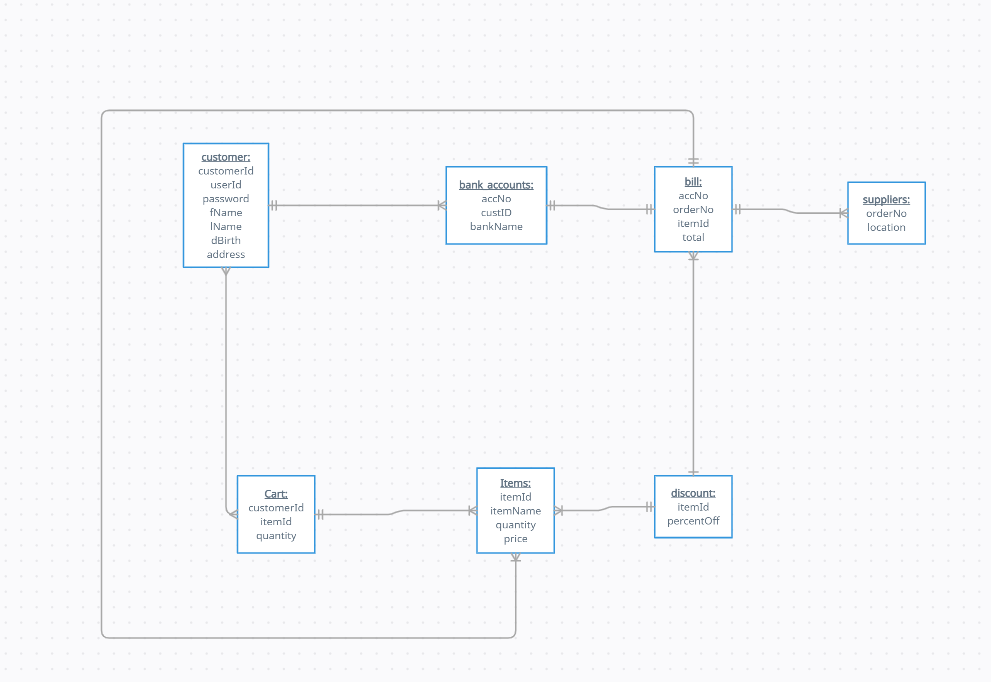 customer:
customerId
userId
password
fName
lName
dBirth
address
bank accounts:
accNo
custID
bankName
bill:
accNo
orderNo
itemId
total
suppliers:
orderNo
location
Cart:
customerId
itemId
quantity
Items:
itemId
itemName
quantity
price
discount:
itemId
percentOff